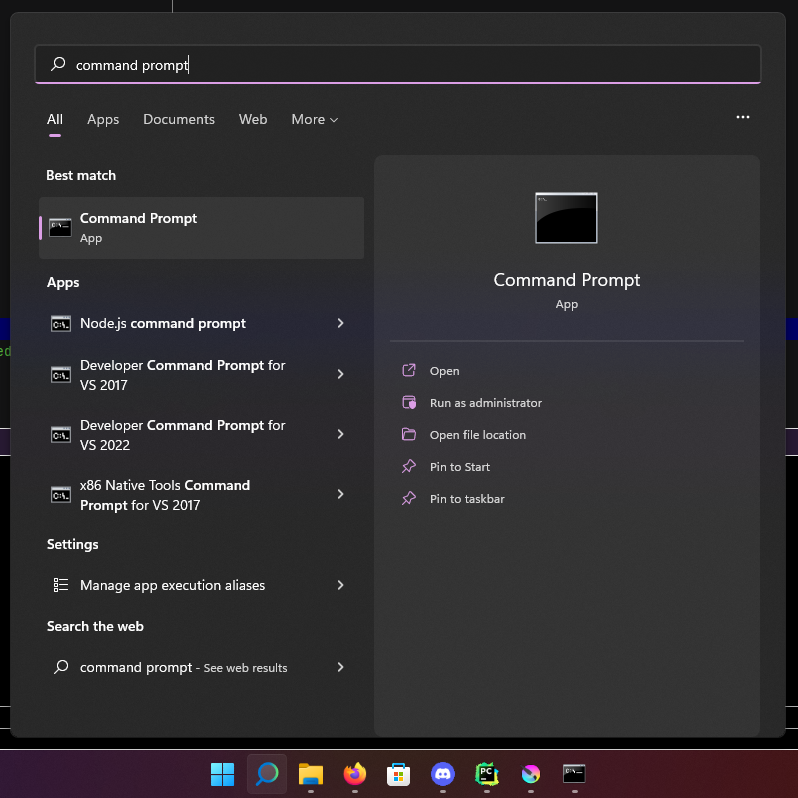 command prompt
All Apps Documents Web More
Best match
Command Prompt
App
Apps
Node.js command prompt
Developer Command Prompt for
VS 2017
Developer Command Prompt for
VS 2022
x86 Native Tools Command
Prompt for VS 2017
Settings
Manage app execution aliases
Search the web
command prompt - See web results
Command Prompt
App
Open
Run as administrator
Open file location
Pin to Start
Pin to taskbar
ed
PC